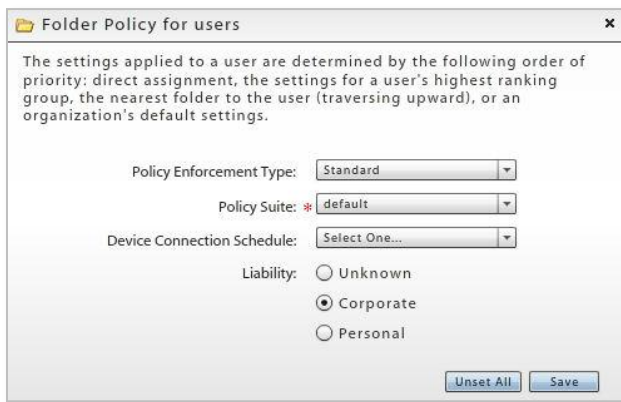 Folder Policy for users
The settings applied to a user are determined by the following order of
priority: direct assignment, the settings for a user's highest ranking
group, the nearest folder to the user (traversing upward), or an
organization's default settings.
Policy Enforcement Type: Standard
Policy Suite: * default
Device Connection Schedule: Select One...
Liability: Unknown
Corporate
Personal
Unset All Save